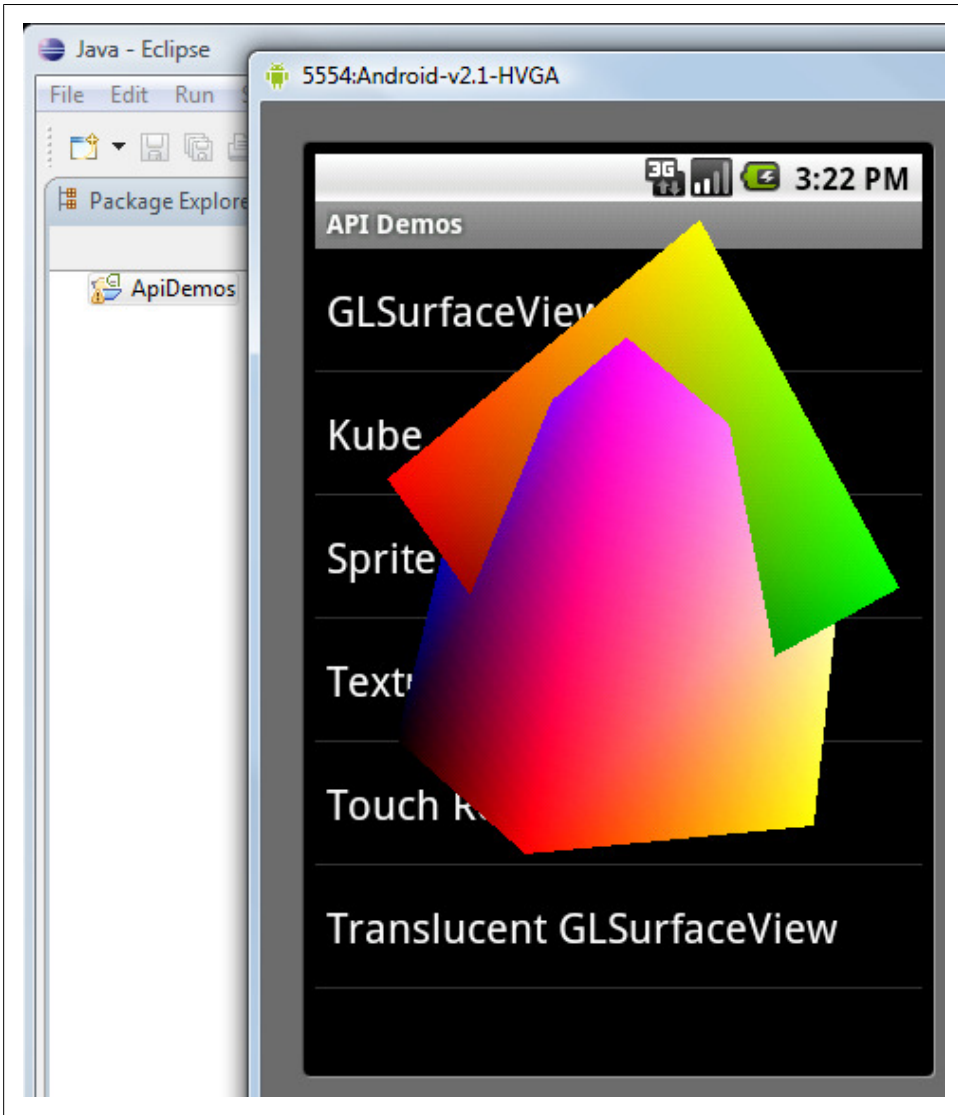 Java - Eclipse
5554:Android-v2.1-HVGA
File Edit Run
3G 3:22 PM
Package Explore
API Demos
ApiDemos
GLSurfaceView
Kube
Sprite
Touch
Translucent GLSurfaceView